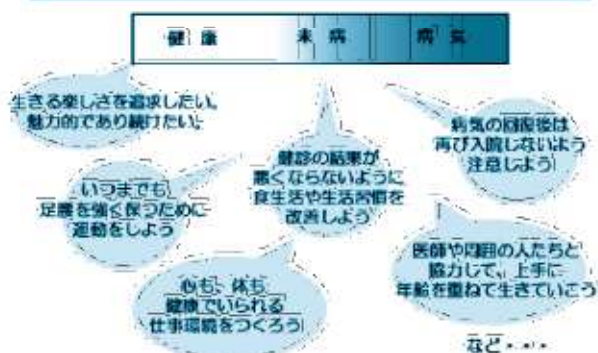 健康 未病 病気
生きる楽しさを追求したい。
魅力的であり続けたい。
病気の回復後は
再び入院しないよう
注意しよう
健診の結果が
悪くならないように
食生活や生活習慣を
改善しよう
いつまでも
足腰を強く保つために
運動をしよう
医師や周囲の人たちと
協力して、上手に
年齢を重ねて生きていこう
心も、体も
健康でいられる
仕事環境をつくろう
など・・・